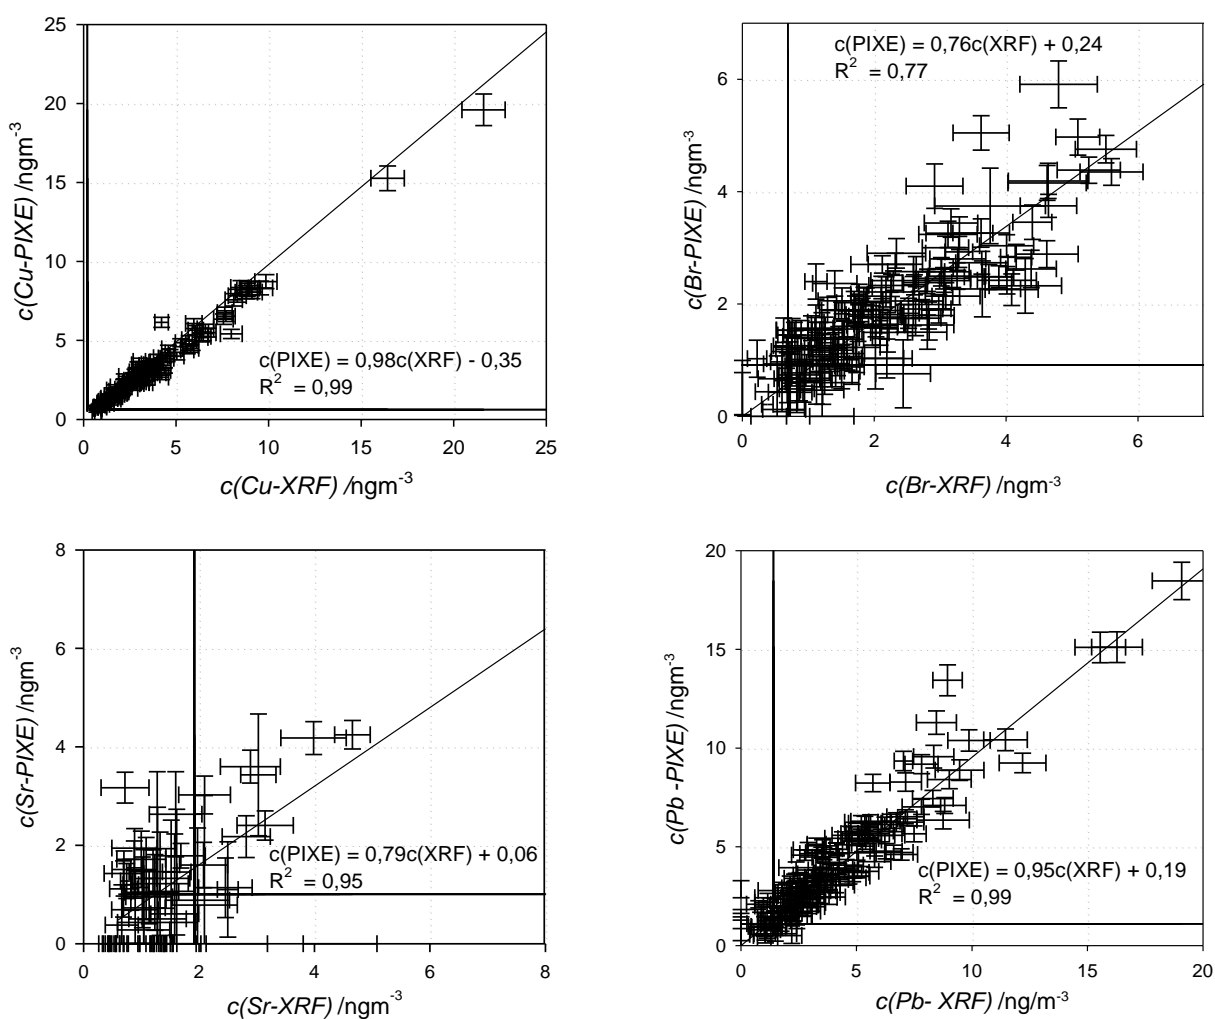 25
20
15
10
5
0
0 5 10 15 20 25
c(Cu-PIXE) /ngm-3
c(PIXE) = 0,98c(XRF) - 0,35
R2 = 0,99
c(Cu-XRF) /ngm-3
6
4
2
0
0 2 4 6
c(Br-PIXE) /ngm-3
c(PIXE) = 0,76c(XRF) + 0,24
R2 = 0,77
c(Br-XRF) /ngm-3
8
6
4
2
0
0 2 4 6 8
c(Sr-PIXE) /ngm-3
c(PIXE) = 0,79c(XRF) + 0,06
R2 = 0,95
c(Sr-XRF) /ngm-3
20
15
10
5
0
0 5 10 15 20
c(Pb -PIXE) /ngm-3
c(PIXE) = 0,95c(XRF) + 0,19
R2 = 0,99
c(Pb- XRF) /ng/m-3